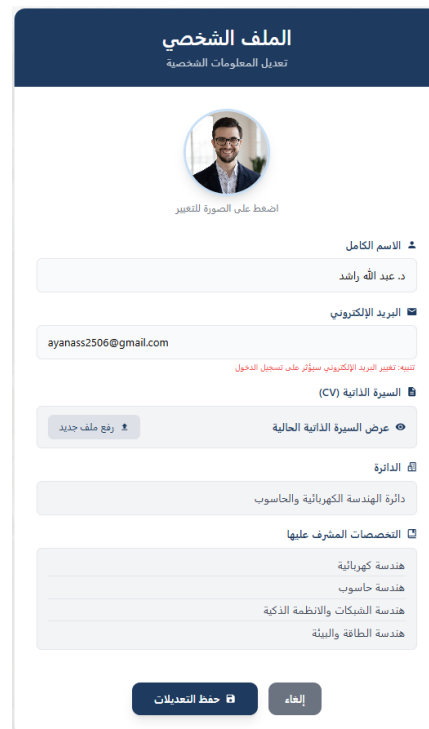 الملف الشخصي
تعديل المعلومات الشخصية
اضغط على الصورة للتغيير
الاسم الكامل
د. عبد الله راشد
البريد الإلكتروني
ayanass2506@gmail.com
تنبيه: تغيير البريد الإلكتروني سيؤثر على تسجيل الدخول
السيرة الذاتية (CV)
عرض السيرة الذاتية الحالية
رفع ملف جديد
الدائرة
دائرة الهندسة الكهربائية والحاسوب
التخصصات المشرف عليها
هندسة كهربائية
هندسة حاسوب
هندسة الشبكات والانظمة الذكية
هندسة الطاقة والبيئة
إلغاء
حفظ التعديلات